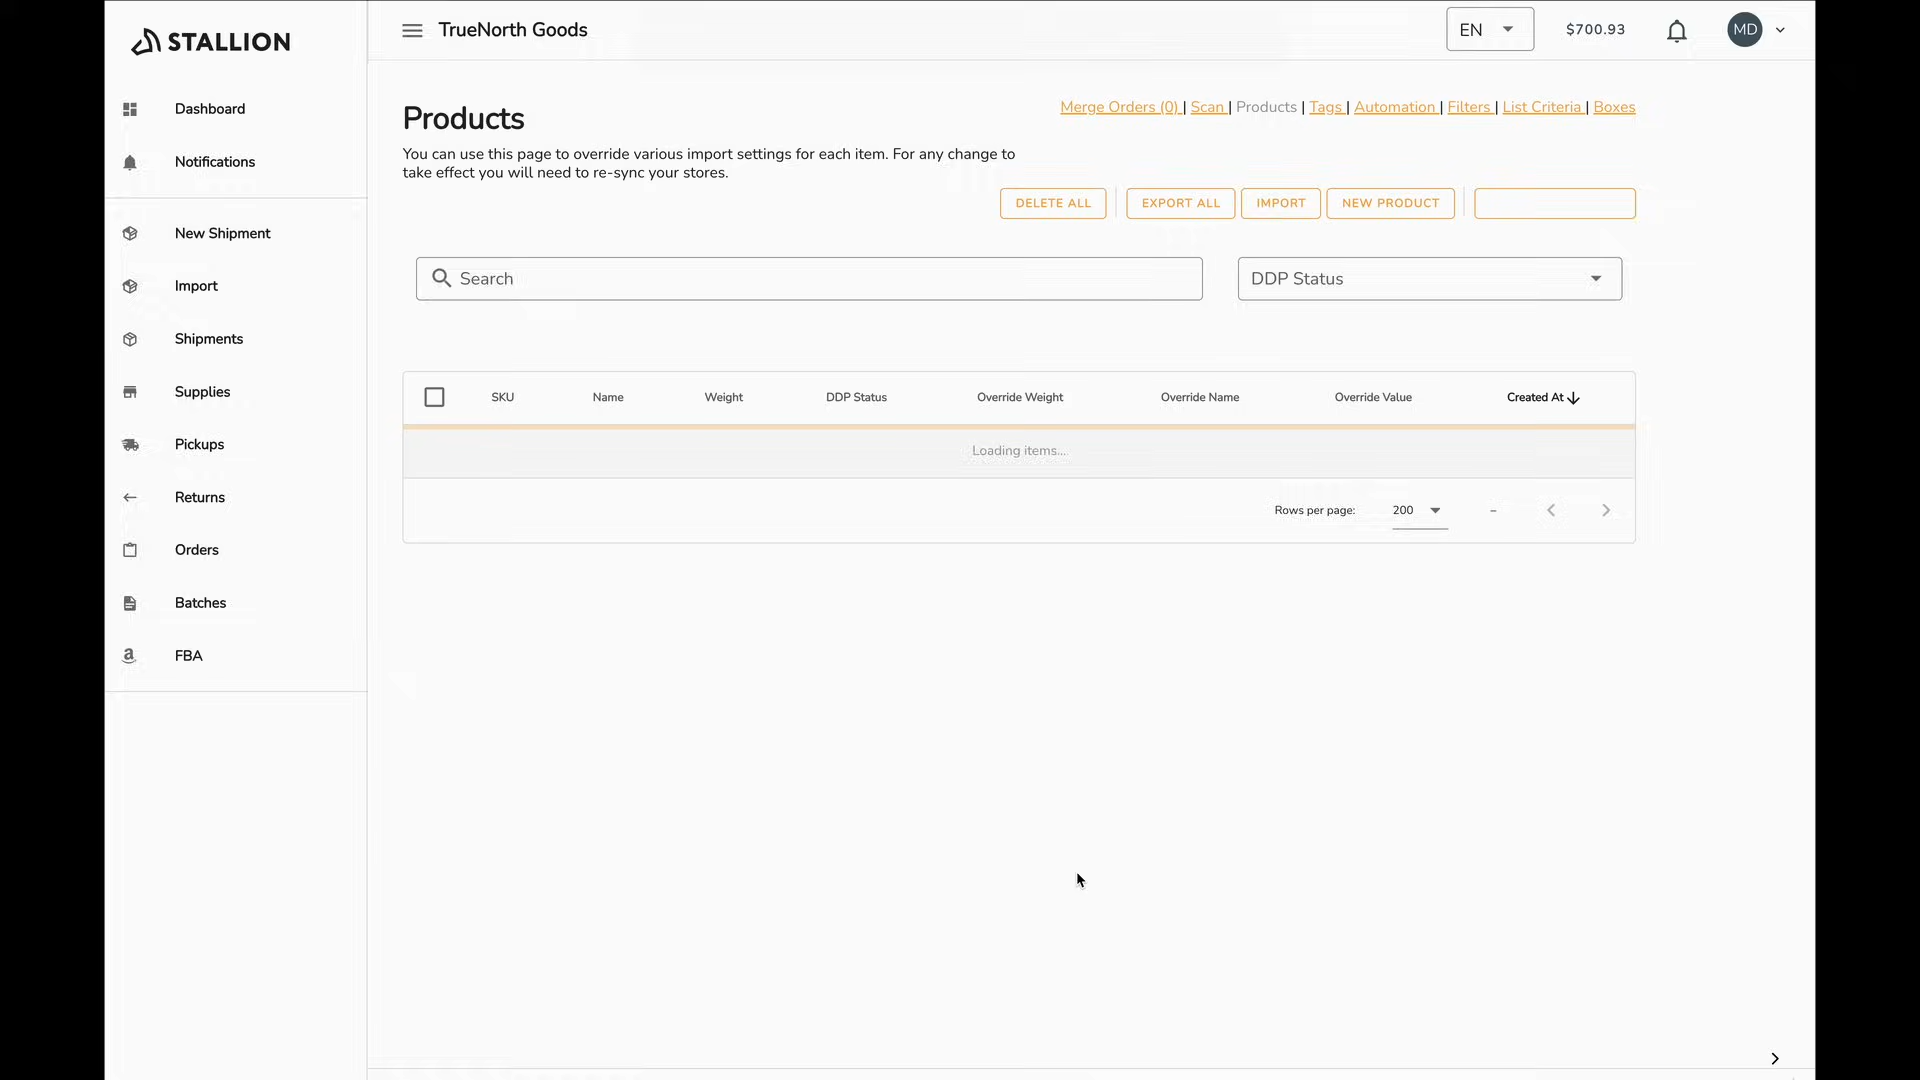 STALLION
TrueNorth Goods
EN
$700.93
MD
Dashboard
Notifications
New Shipment
Import
Shipments
Supplies
Pickups
Returns
Orders
Batches
FBA
Products
Merge Orders (0) | Scan | Products | Tags | Automation | Filters | List Criteria | Boxes
You can use this page to override various import settings for each item. For any change to
take effect you will need to re-sync your stores.
DELETE ALL
EXPORT ALL
IMPORT
NEW PRODUCT
Search
DDP Status
SKU Name Weight DDP Status Override Weight Override Name Override Value Created At
Loading items...
Rows per page: 200 –